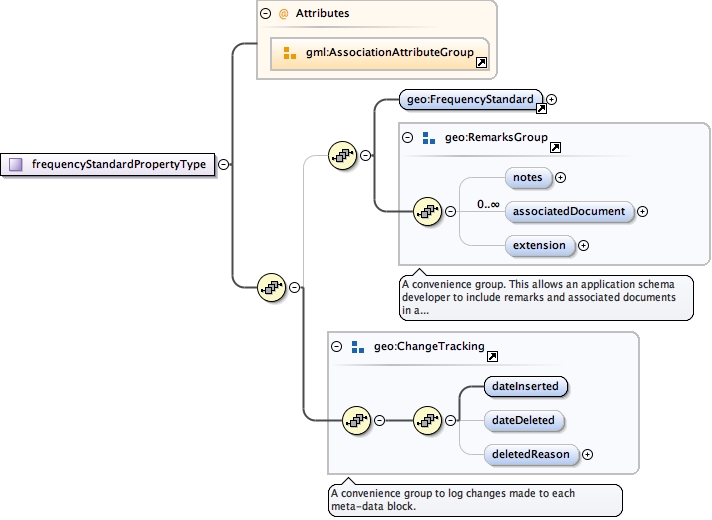 @ Attributes
gml:AssociationAttributeGroup
frequencyStandardPropertyType
geo:FrequencyStandard
geo:RemarksGroup
notes
0..∞
associatedDocument
extension
A convenience group. This allows an application schema
developer to include remarks and associated documents
in a...
geo:ChangeTracking
dateInserted
dateDeleted
deletedReason
A convenience group to log changes made to each
meta-data block.